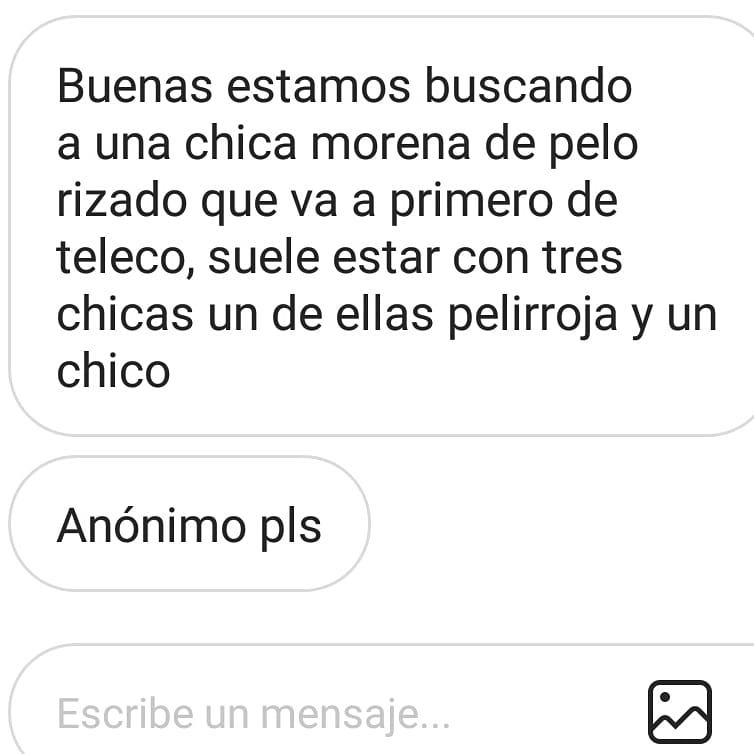 Buenas estamos buscando
a una chica morena de pelo
rizado que va a primero de
teleco, suele estar con tres
chicas un de ellas pelirroja y un
chico
Anónimo pls
Escribe un mensaje...